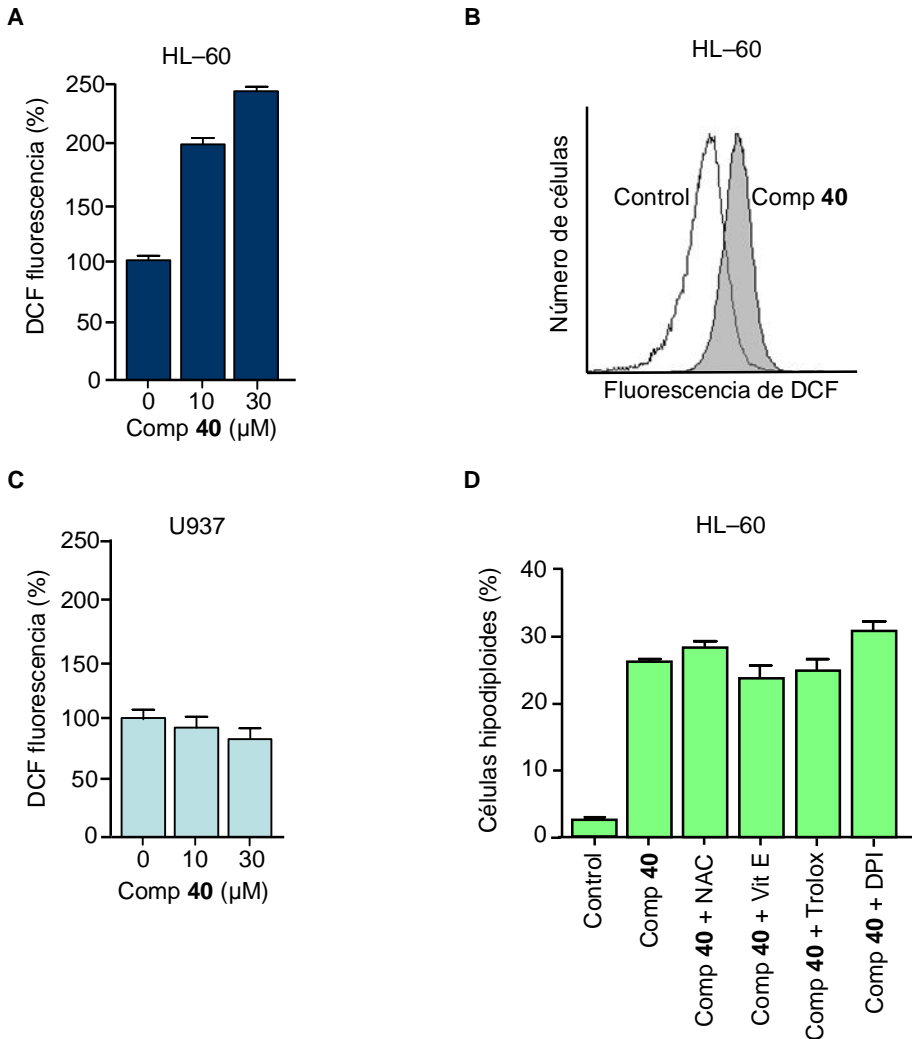 A
HL–60
DCF fluorescencia (%)
250
200
150
100
50
0
0 10 30
Comp 40 (µM)
B
HL–60
Número de células
Control
Comp 40
Fluorescencia de DCF
C
U937
DCF fluorescencia (%)
250
200
150
100
50
0
0 10 30
Comp 40 (µM)
D
HL–60
Células hipodiploides (%)
40
30
20
10
0
Control
Comp 40
Comp 40 + NAC
Comp 40 + Vit E
Comp 40 + Trolox
Comp 40 + DPI